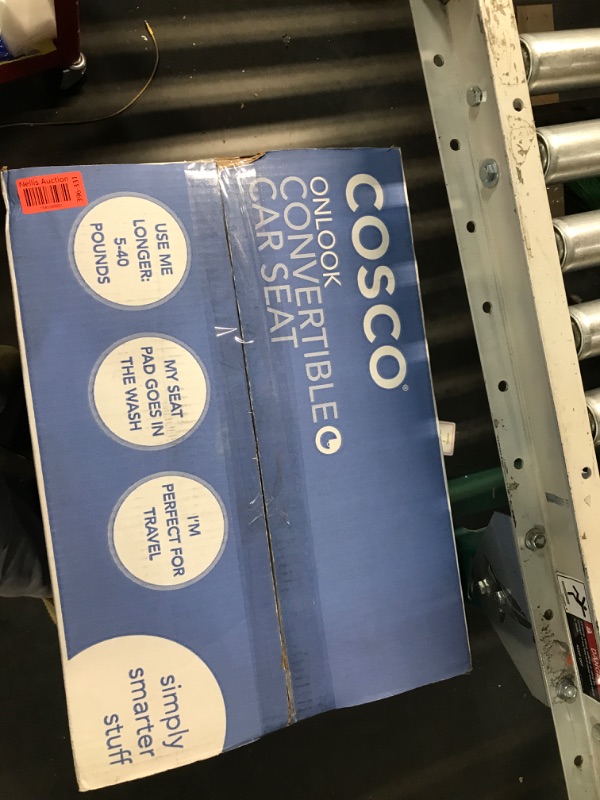 COSCO®
ONLOOK
CONVERTIBLE
CAR SEAT
USE ME
LONGER:
5-40
POUNDS
MY SEAT
PAD GOES IN
THE WASH
I'M
PERFECT FOR
TRAVEL
simply
smarter
stuff
Nellis Auction
DANGER